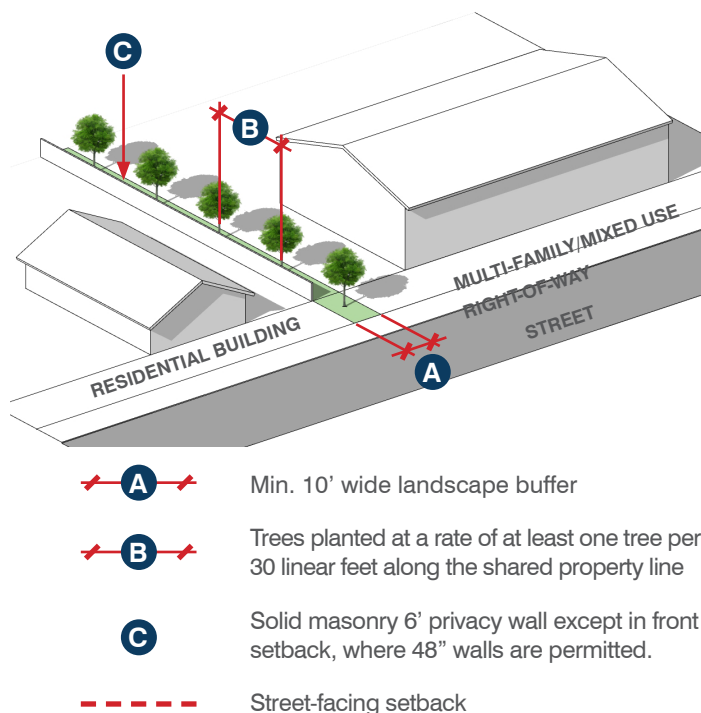 C
B
MULTI-FAMILY/MIXED USE
RIGHT-OF-WAY
STREET
RESIDENTIAL BUILDING
A
A Min. 10’ wide landscape buffer
B Trees planted at a rate of at least one tree per
30 linear feet along the shared property line
C Solid masonry 6’ privacy wall except in front
setback, where 48” walls are permitted.
Street-facing setback